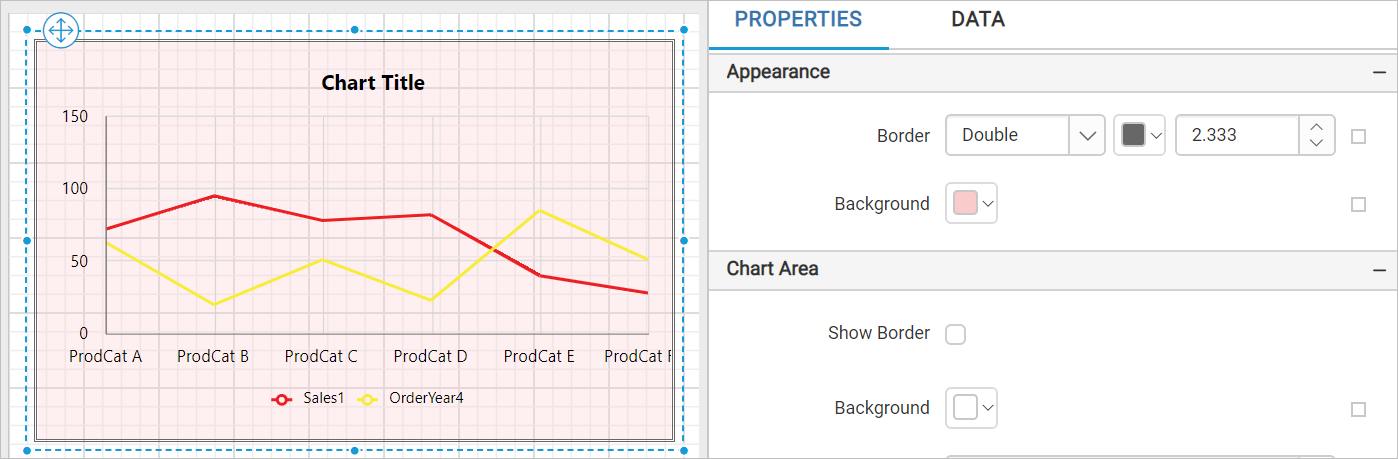 Chart Title
150
100
50
0
ProdCat A ProdCat B ProdCat C ProdCat D ProdCat E ProdCat F
Sales1 OrderYear4
PROPERTIES DATA
Appearance
Border Double 2.333
Background
Chart Area
Show Border
Background